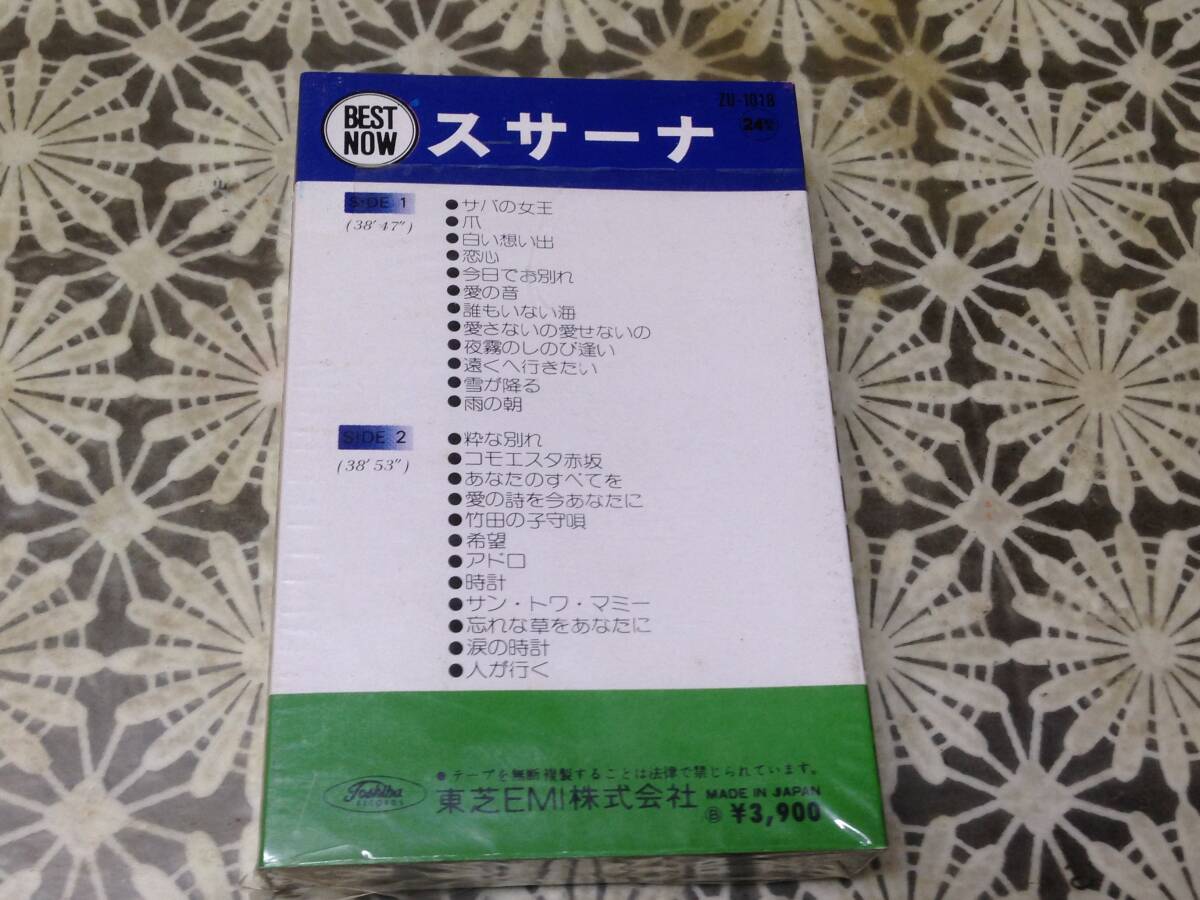 BEST
NOW
スサーナ
ZU-1018
24曲
SIDE 1
(38′47″)
●サバの女王
●爪
●白い想い出
●恋心
●今日でお別れ
●愛の音
●誰もいない海
●愛さないの愛せないの
●夜霧のしのび逢い
●遠くへ行きたい
●雪が降る
●雨の朝
SIDE 2
(38′53″)
●粋な別れ
●コモエスタ赤坂
●あなたのすべてを
●愛の詩を今あなたに
●竹田の子守唄
●希望
●アドロ
●時計
●サン・トワ・マミー
●忘れな草をあなたに
●涙の時計
●人が行く
●テープを無断複製することは法律で禁じられています。
Toshiba
RECORDS
東芝EMI株式会社 MADE IN JAPAN
Ⓑ ¥3,900